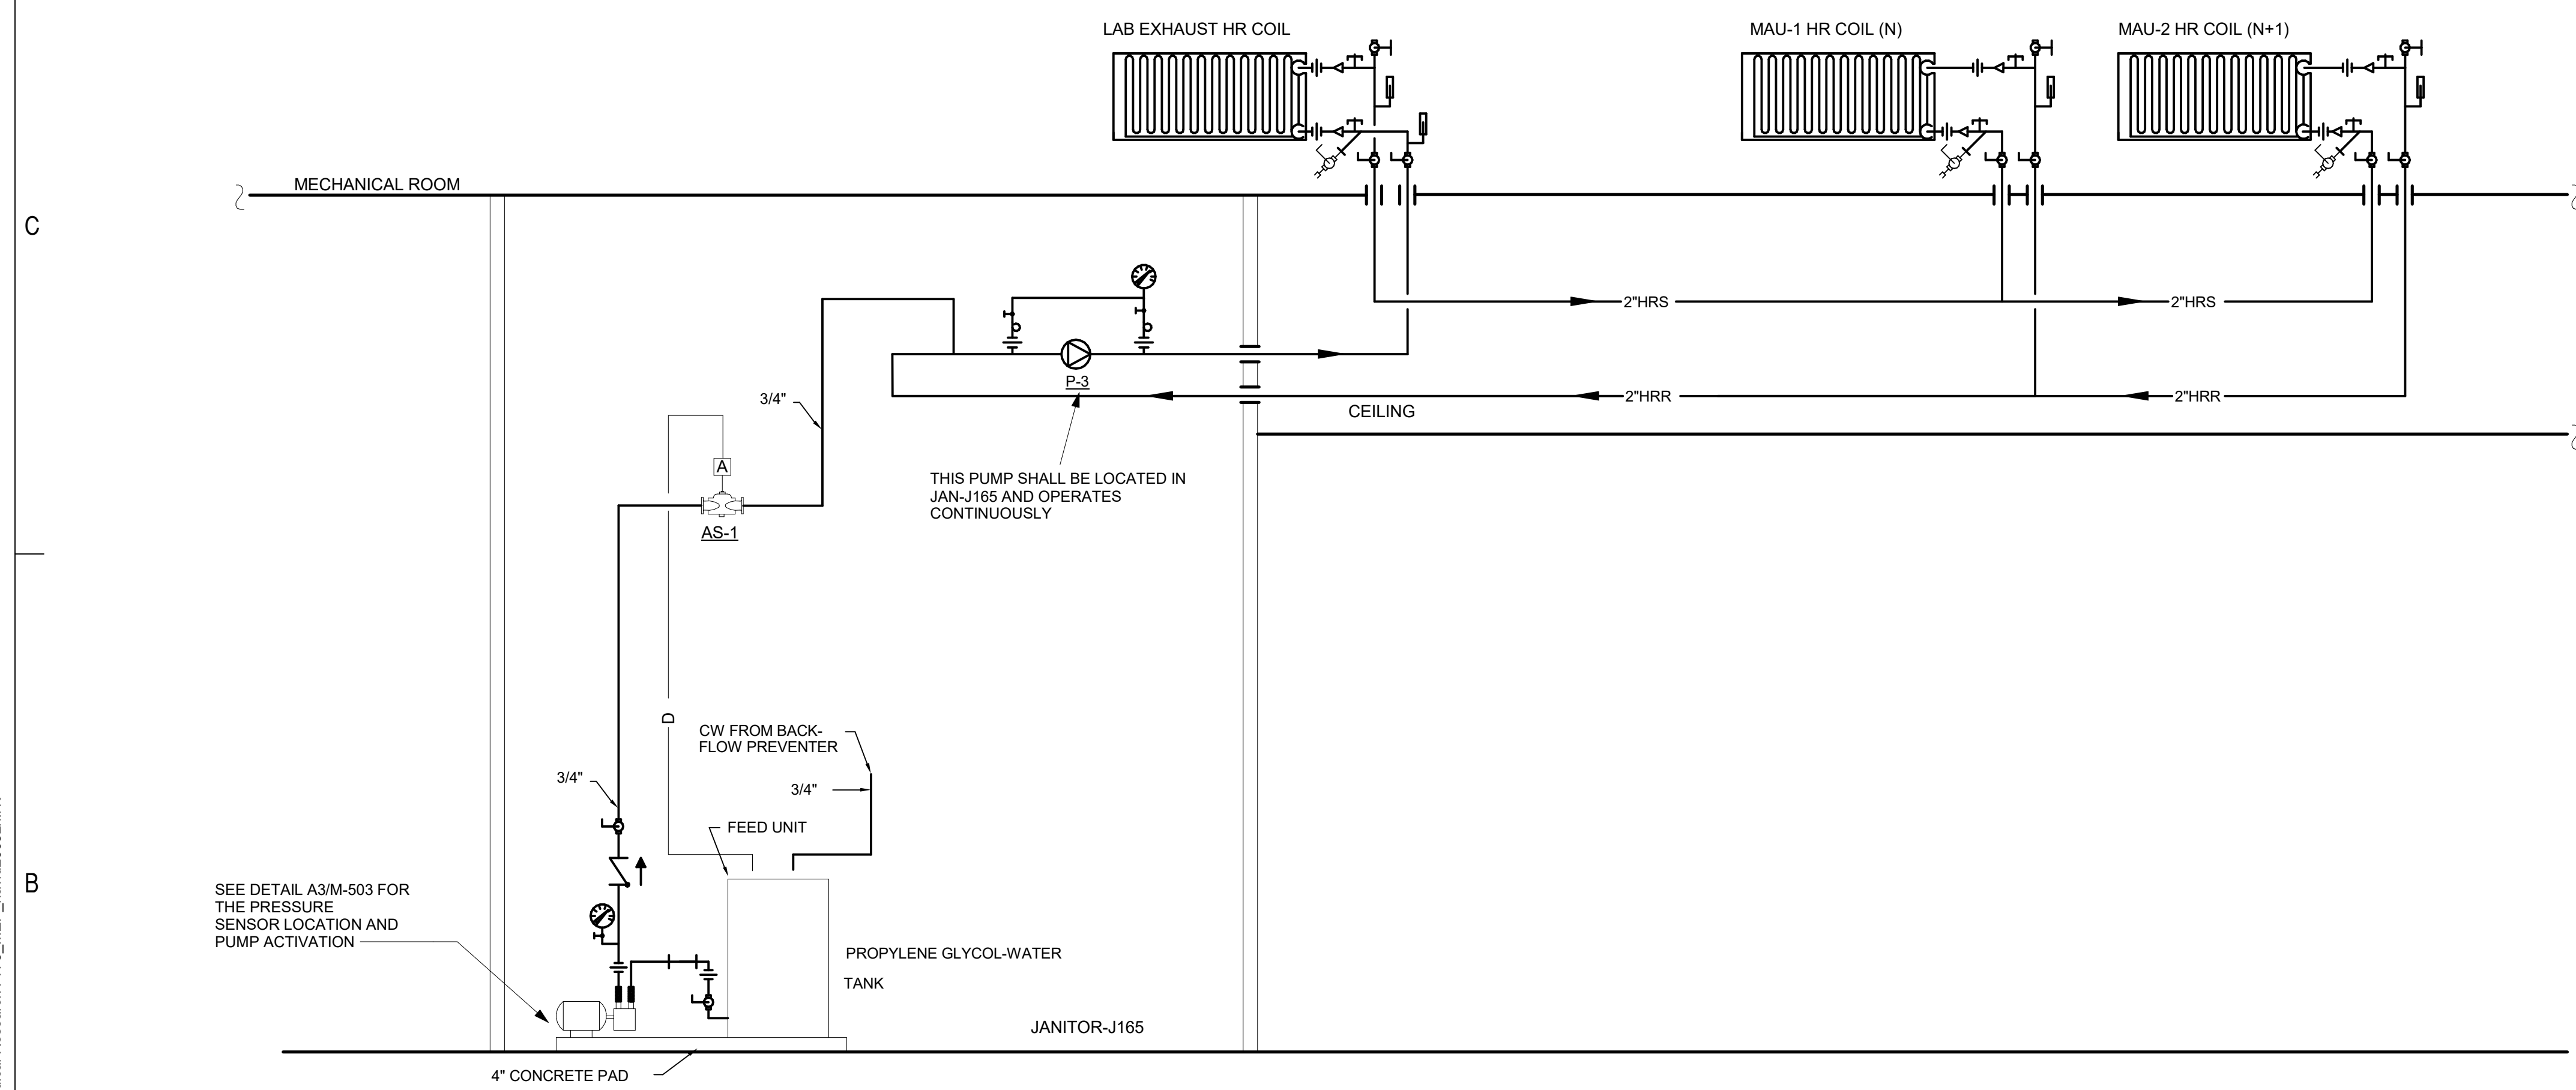 LAB EXHAUST HR COIL
MAU-1 HR COIL (N)
MAU-2 HR COIL (N+1)
MECHANICAL ROOM
C
2"HRS
2"HRS
P-3
3/4"
2"HRR
2"HRR
CEILING
A
THIS PUMP SHALL BE LOCATED IN
JAN-J165 AND OPERATES
CONTINUOUSLY
AS-1
D
CW FROM BACK-
FLOW PREVENTER
3/4"
3/4"
FEED UNIT
B
SEE DETAIL A3/M-503 FOR
THE PRESSURE
SENSOR LOCATION AND
PUMP ACTIVATION
PROPYLENE GLYCOL-WATER
TANK
JANITOR-J165
4" CONCRETE PAD